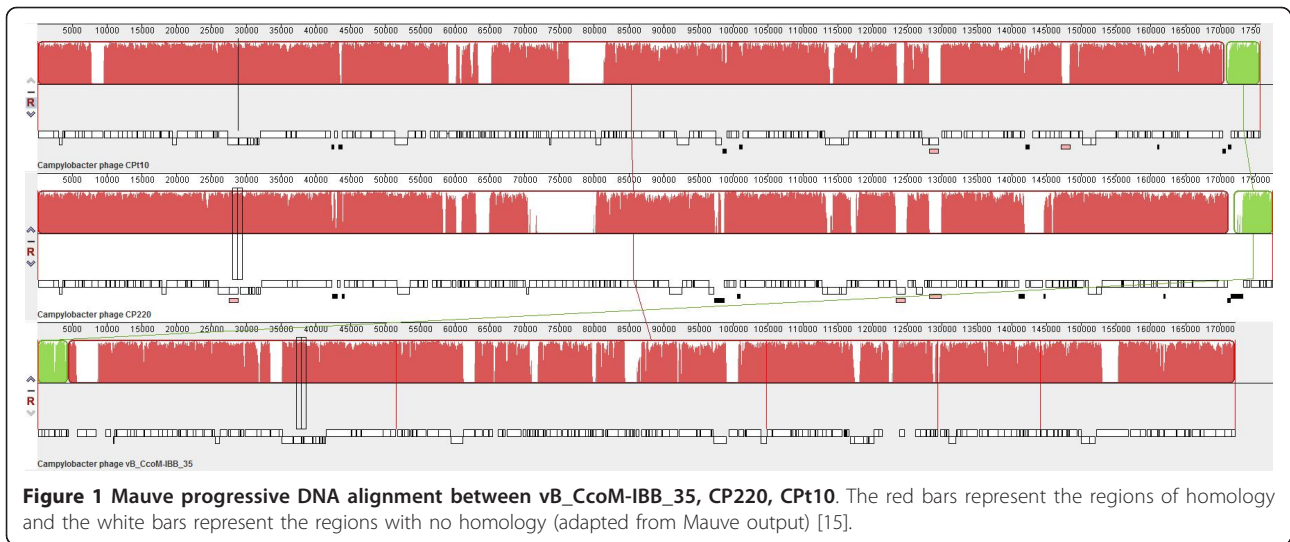 5000 10000 15000 20000 25000 30000 35000 40000 45000 50000 55000 60000 65000 70000 75000 80000 85000 90000 95000 100000 105000 110000 115000 120000 125000 130000 135000 140000 145000 150000 155000 160000 165000 170000 1750
R
Campylobacter phage CPt10
5000 10000 15000 20000 25000 30000 35000 40000 45000 50000 55000 60000 65000 70000 75000 80000 85000 90000 95000 100000 105000 110000 115000 120000 125000 130000 135000 140000 145000 150000 155000 160000 165000 170000 175000
R
Campylobacter phage CP220
5000 10000 15000 20000 25000 30000 35000 40000 45000 50000 55000 60000 65000 70000 75000 80000 85000 90000 95000 100000 105000 110000 115000 120000 125000 130000 135000 140000 145000 150000 155000 160000 165000 170000
R
Campylobacter phage vB_CcoM-IBB_35
Figure 1 Mauve progressive DNA alignment between vB_CcoM-IBB_35, CP220, CPt10. The red bars represent the regions of homology
and the white bars represent the regions with no homology (adapted from Mauve output) [15].